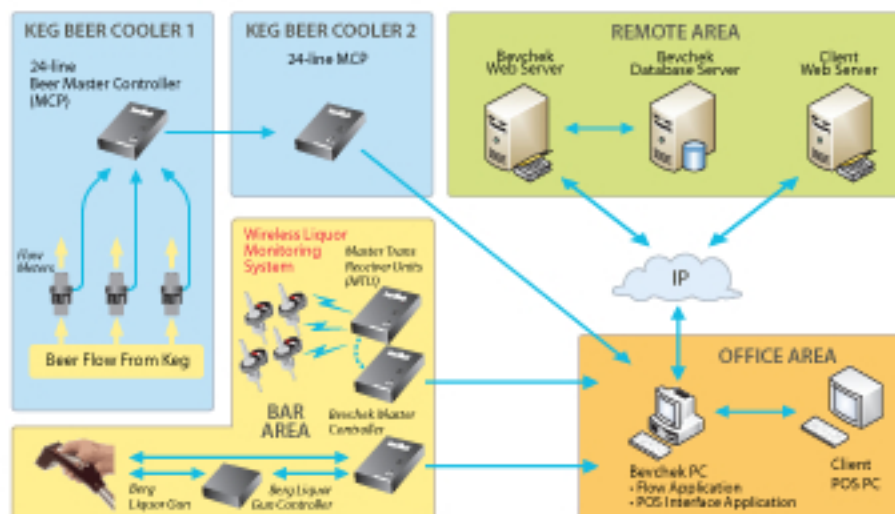 KEG BEER COOLER 1
24-line
Beer Master Controller
(MCP)
Flow
Meters
Beer Flow From Keg
KEG BEER COOLER 2
24-line MCP
REMOTE AREA
Bevchek
Web Server
Bevchek
Database Server
Client
Web Server
IP
Wireless Liquor
Monitoring
System
Master Trans
Receiver Units
(MTU)
BAR
AREA
Bevchek Master
Controller
Berg
Liquor Gun
Berg Liquor
Gun Controller
OFFICE AREA
Bevchek PC
• Flow Application
• POS Interface Application
Client
POS PC